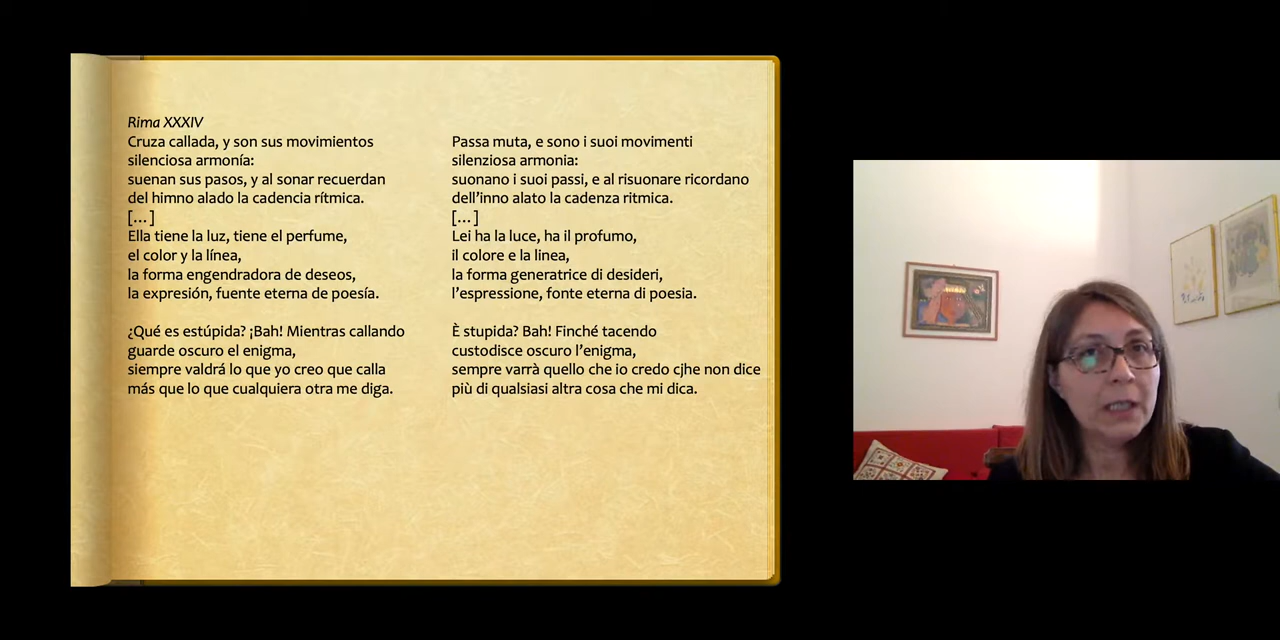 Rima XXXIV
Cruza callada, y son sus movimientos
silenciosa armonía:
suenan sus pasos, y al sonar recuerdan
del himno alado la cadencia rítmica.
[…]
Ella tiene la luz, tiene el perfume,
el color y la línea,
la forma engendradora de deseos,
la expresión, fuente eterna de poesía.
¿Qué es estúpida? ¡Bah! Mientras callando
guarde oscuro el enigma,
siempre valdrá lo que yo creo que calla
más que lo que cualquiera otra me diga.
Passa muta, e sono i suoi movimenti
silenziosa armonia:
suonano i suoi passi, e al risuonare ricordano
dell’inno alato la cadenza ritmica.
[…]
Lei ha la luce, ha il profumo,
il colore e la linea,
la forma generatrice di desideri,
l’espressione, fonte eterna di poesia.
È stupida? Bah! Finché tacendo
custodisce oscuro l’enigma,
sempre varrà quello che io credo cjhe non dice
più di qualsiasi altra cosa che mi dica.